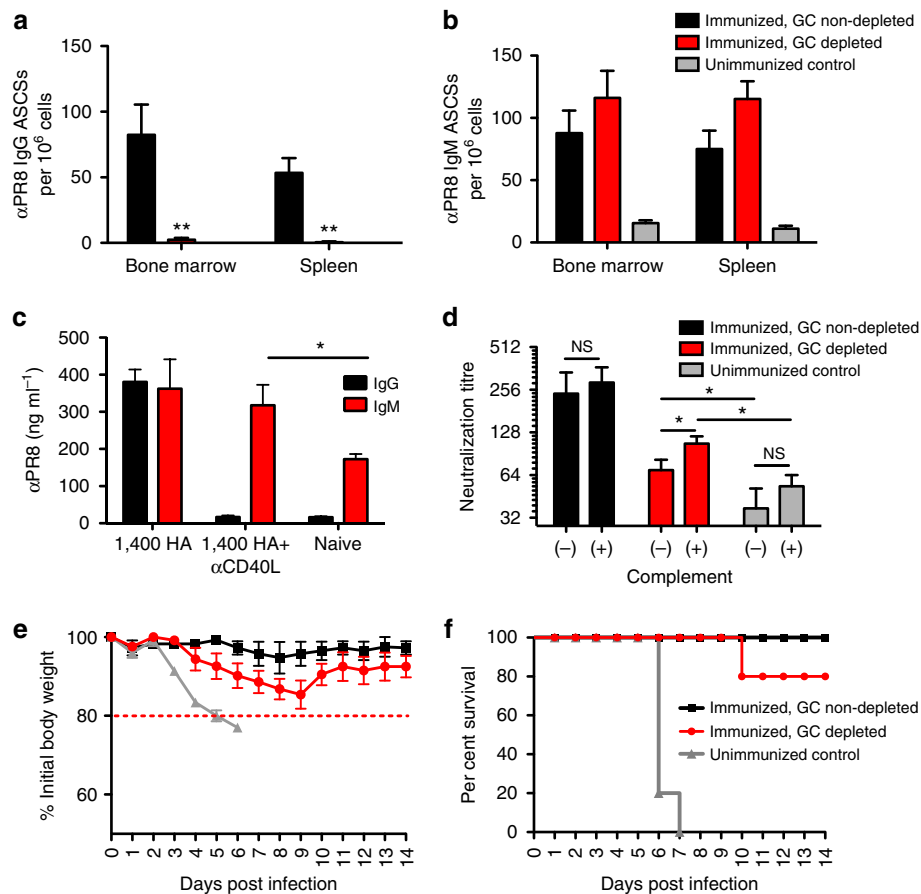 a
αPR8 IgG ASCSs
per 10⁶ cells
150
100
50
0
**
**
Bone marrow
Spleen
b
αPR8 IgM ASCSs
per 10⁶ cells
150
100
50
0
Bone marrow
Spleen
Immunized, GC non-depleted
Immunized, GC depleted
Unimmunized control
c
αPR8 (ng ml⁻¹)
600
500
400
300
200
100
0
*
IgG
IgM
1,400 HA
1,400 HA+
αCD40L
Naive
d
Immunized, GC non-depleted
Immunized, GC depleted
Unimmunized control
Neutralization titre
512
256
128
64
32
NS
*
*
*
NS
(–) (+) (–) (+) (–) (+)
Complement
e
% Initial body weight
100
80
60
0 1 2 3 4 5 6 7 8 9 10 11 12 13 14
Days post infection
f
Per cent survival
100
80
60
40
20
0
Immunized, GC non-depleted
Immunized, GC depleted
Unimmunized control
0 1 2 3 4 5 6 7 8 9 10 11 12 13 14
Days post infection